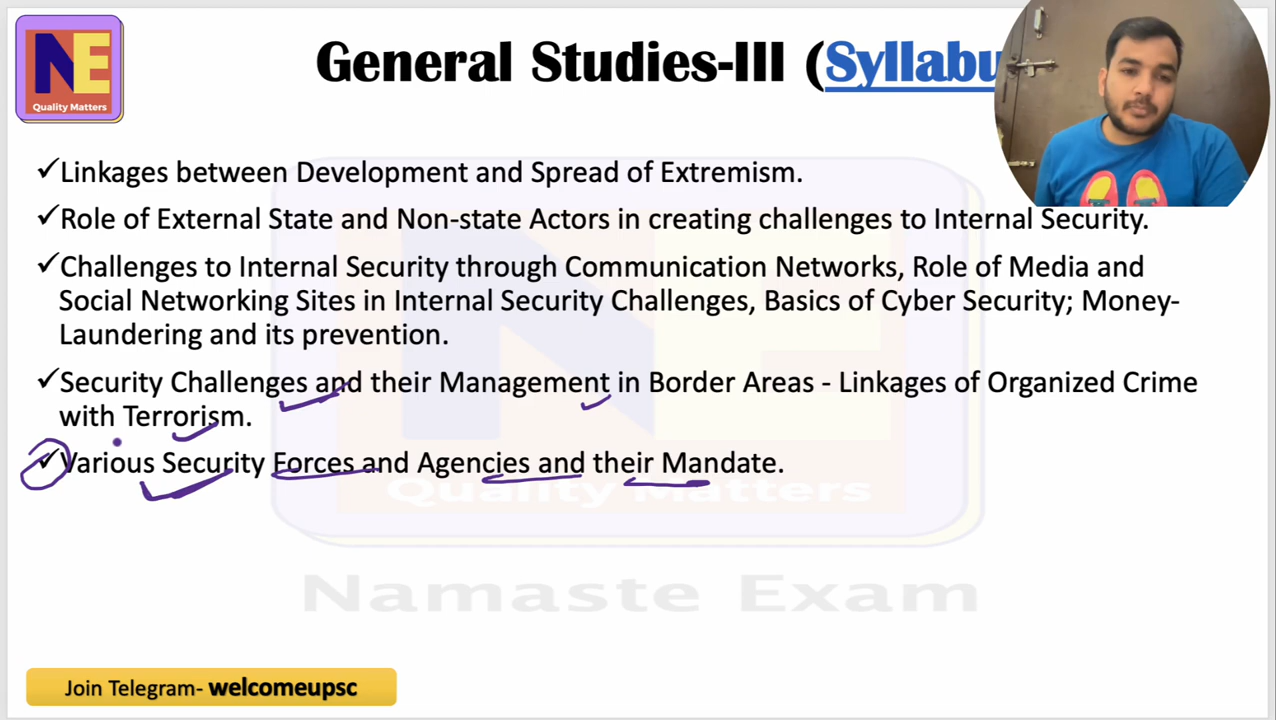 NE
Quality Matters
General Studies-III (Syllabu
✓Linkages between Development and Spread of Extremism.
✓Role of External State and Non-state Actors in creating challenges to Internal Security.
✓Challenges to Internal Security through Communication Networks, Role of Media and
Social Networking Sites in Internal Security Challenges, Basics of Cyber Security; Money-
Laundering and its prevention.
✓Security Challenges and their Management in Border Areas - Linkages of Organized Crime
with Terrorism.
✓Various Security Forces and Agencies and their Mandate.
Quality Matters
Namaste Exam
Join Telegram- welcomeupsc